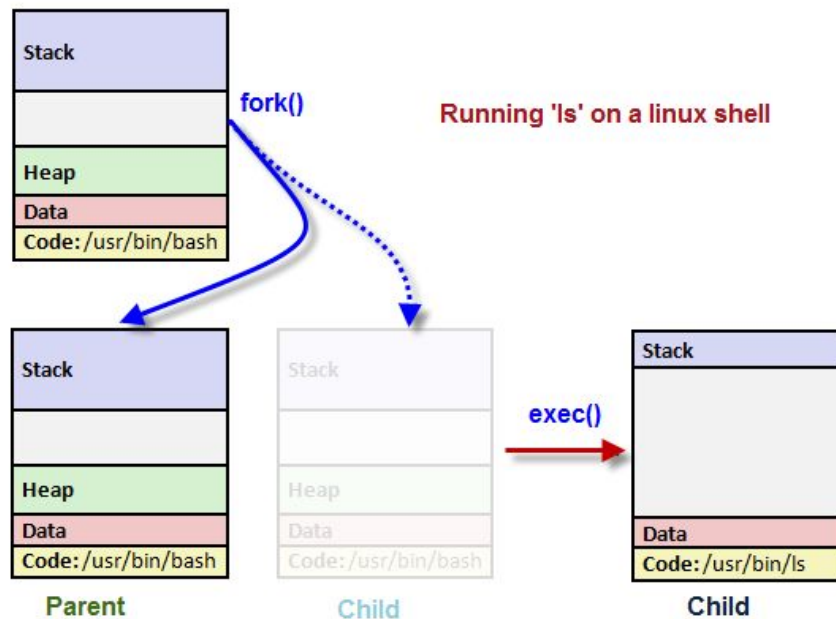 Stack
fork()
Running 'ls' on a linux shell
Heap
Data
Code:/usr/bin/bash
Stack
Heap
Data
Code:/usr/bin/bash
Parent
Stack
Heap
Data
Code:/usr/bin/bash
Child
exec()
Stack
Data
Code:/usr/bin/ls
Child